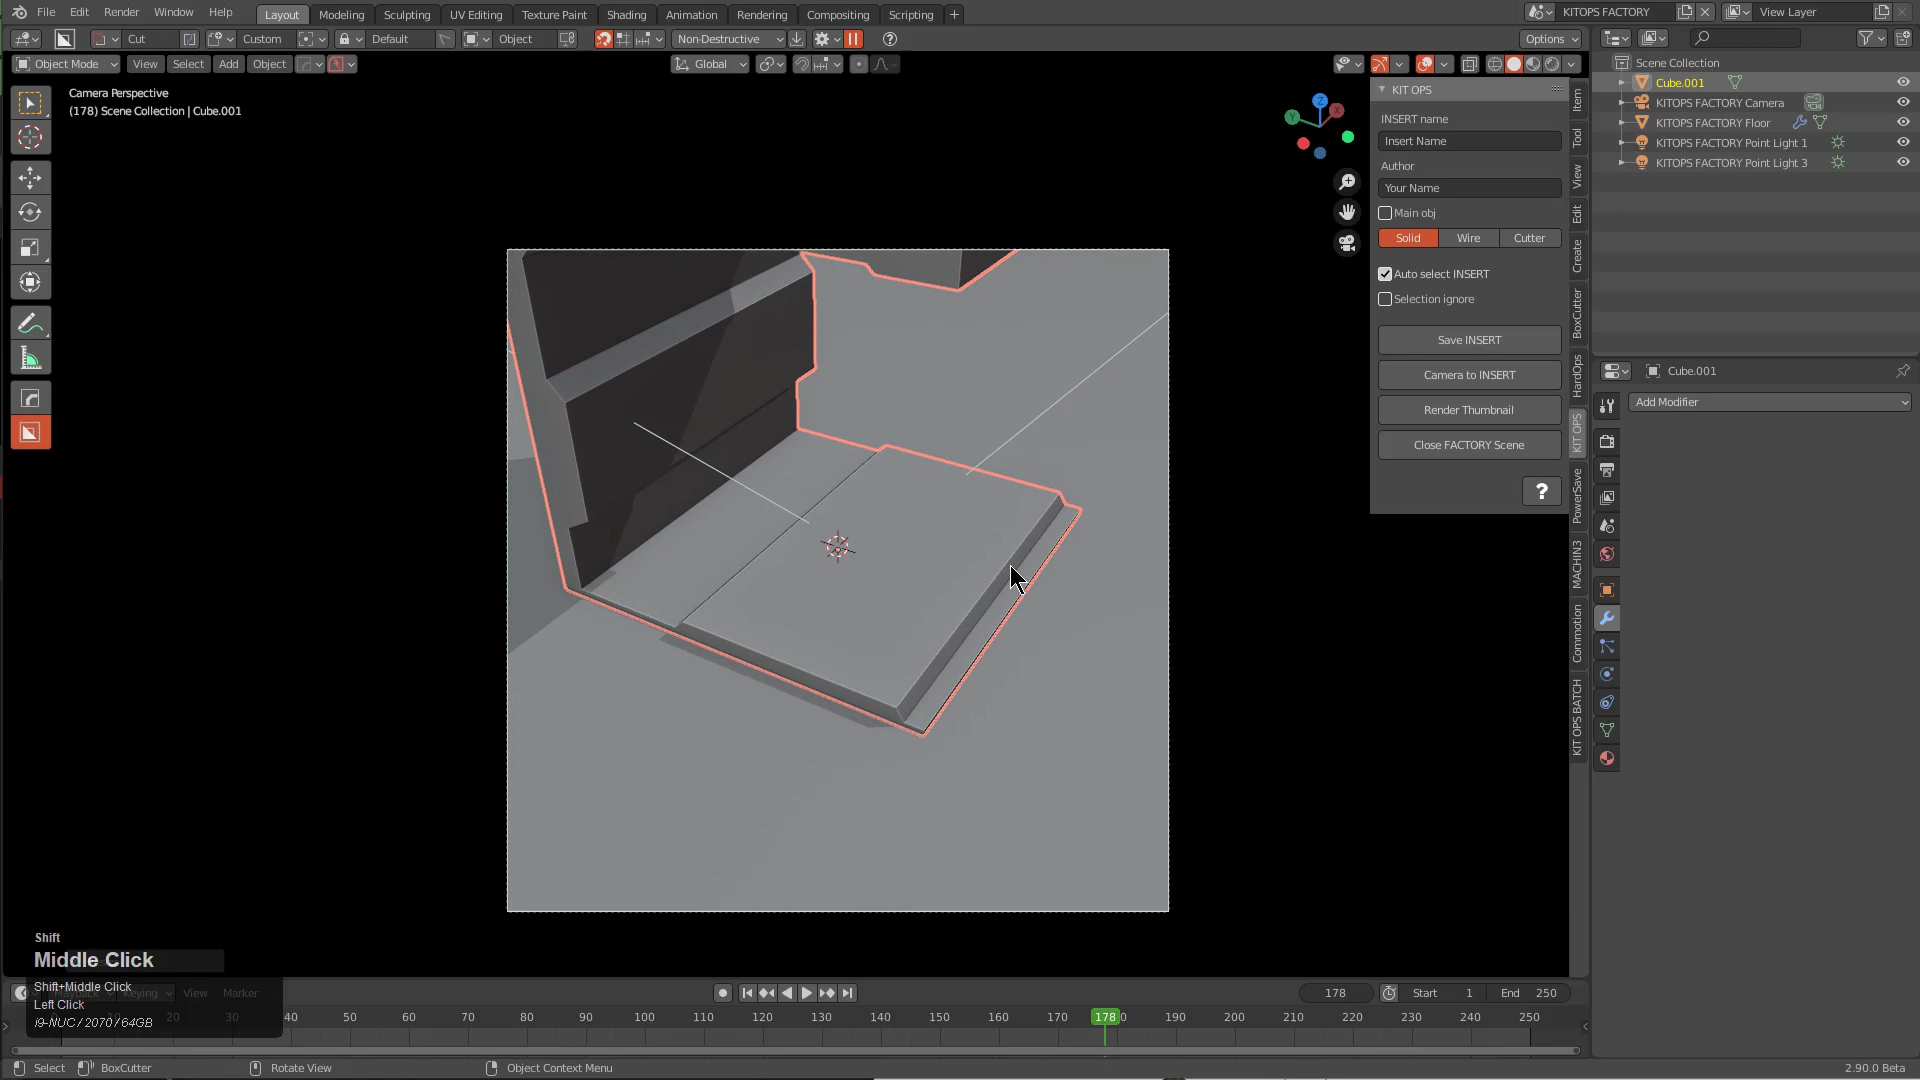 File Edit Render Window Help Layout Modeling Sculpting UV Editing Texture Paint Shading Animation Rendering Compositing Scripting + KITOPS FACTORY View Layer
Cut Custom Default Object Non-Destructive Options
Object Mode View Select Add Object Global
Camera Perspective
(178) Scene Collection | Cube.001
KIT OPS
INSERT name
Insert Name
Author
Your Name
Main obj
Solid Wire Cutter
Auto select INSERT
Selection ignore
Save INSERT
Camera to INSERT
Render Thumbnail
Close FACTORY Scene
?
Item
Tool
View
Edit
Create
BoxCutter
HardOps
KIT OPS
PowerSave
MACHIN3
Commotion
KIT OPS BATCH
Scene Collection
Cube.001
KITOPS FACTORY Camera
KITOPS FACTORY Floor
KITOPS FACTORY Point Light 1
KITOPS FACTORY Point Light 3
Cube.001
Add Modifier
Z
Y
X
Shift
Middle Click
Shift+Middle Click
Left Click
i9-NUC / 2070 / 64GB
Playback Keying View Marker
178 Start 1 End 250
20 30 40 50 60 70 80 90 100 110 120 130 140 150 160 170 178 190 200 210 220 230 240 250
Select BoxCutter Rotate View Object Context Menu 2.90.0 Beta